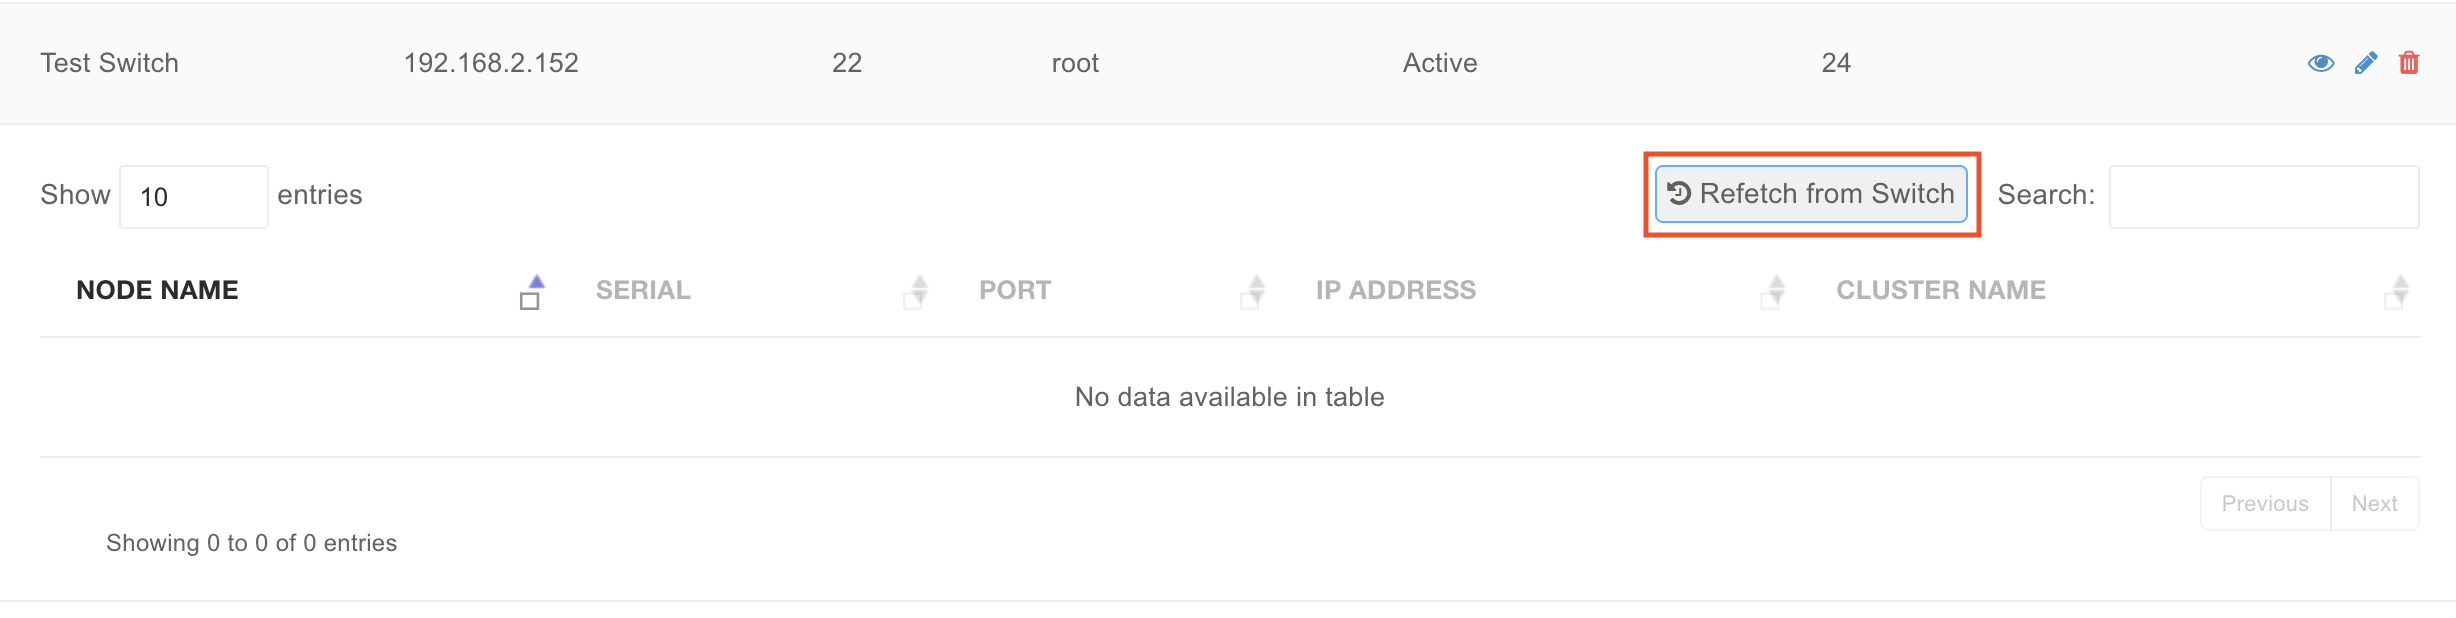 Test Switch 192.168.2.152 22 root Active 24
Show 10 entries Refetch from Switch Search:
NODE NAME SERIAL PORT IP ADDRESS CLUSTER NAME
No data available in table
Previous Next
Showing 0 to 0 of 0 entries